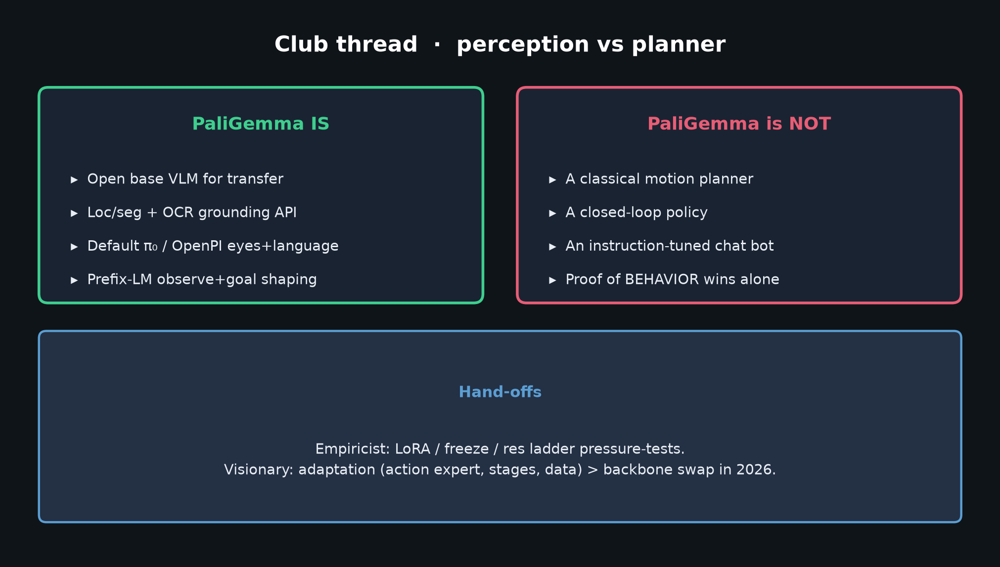 Club thread · perception vs planner
PaliGemma IS
▸ Open base VLM for transfer
▸ Loc/seg + OCR grounding API
▸ Default π₀ / OpenPI eyes+language
▸ Prefix-LM observe+goal shaping
PaliGemma is NOT
▸ A classical motion planner
▸ A closed-loop policy
▸ An instruction-tuned chat bot
▸ Proof of BEHAVIOR wins alone
Hand-offs
Empiricist: LoRA / freeze / res ladder pressure-tests.
Visionary: adaptation (action expert, stages, data) > backbone swap in 2026.